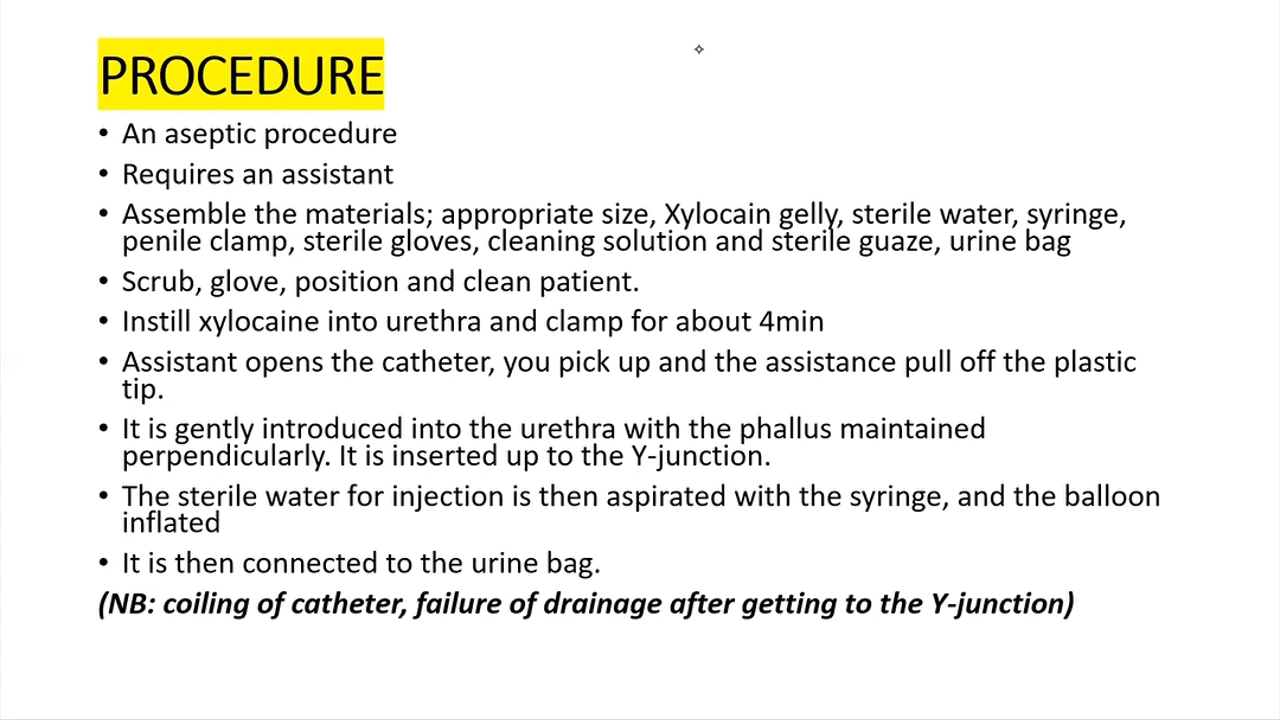 PROCEDURE
• An aseptic procedure
• Requires an assistant
• Assemble the materials; appropriate size, Xylocain gelly, sterile water, syringe,
penile clamp, sterile gloves, cleaning solution and sterile guaze, urine bag
• Scrub, glove, position and clean patient.
• Instill xylocaine into urethra and clamp for about 4min
• Assistant opens the catheter, you pick up and the assistance pull off the plastic
tip.
• It is gently introduced into the urethra with the phallus maintained
perpendicularly. It is inserted up to the Y-junction.
• The sterile water for injection is then aspirated with the syringe, and the balloon
inflated
• It is then connected to the urine bag.
(NB: coiling of catheter, failure of drainage after getting to the Y-junction)